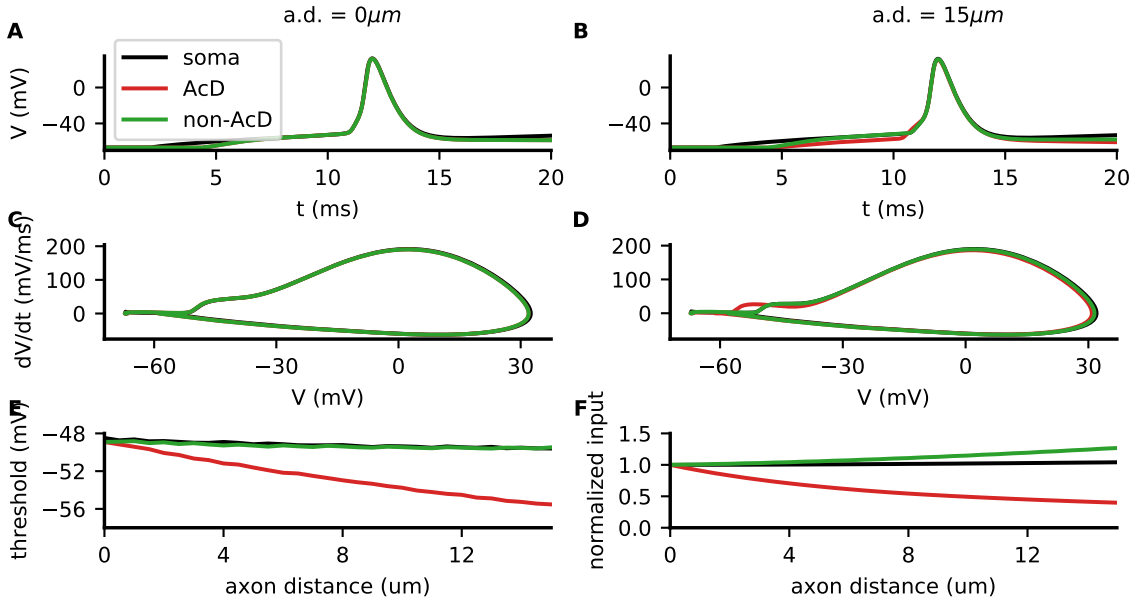 a.d. = 0μm
a.d. = 15μm
A
B
soma
AcD
non-AcD
V (mV)
0
−40
0
−40
0
5
10
15
20
0
5
10
15
20
t (ms)
t (ms)
C
D
dV/dt (mV/ms)
200
100
0
200
100
0
−60
−30
0
30
−60
−30
0
30
V (mV)
V (mV)
E
F
threshold (mV)
−48
−52
−56
normalized input
1.5
1.0
0.5
0.0
0
4
8
12
0
4
8
12
axon distance (um)
axon distance (um)